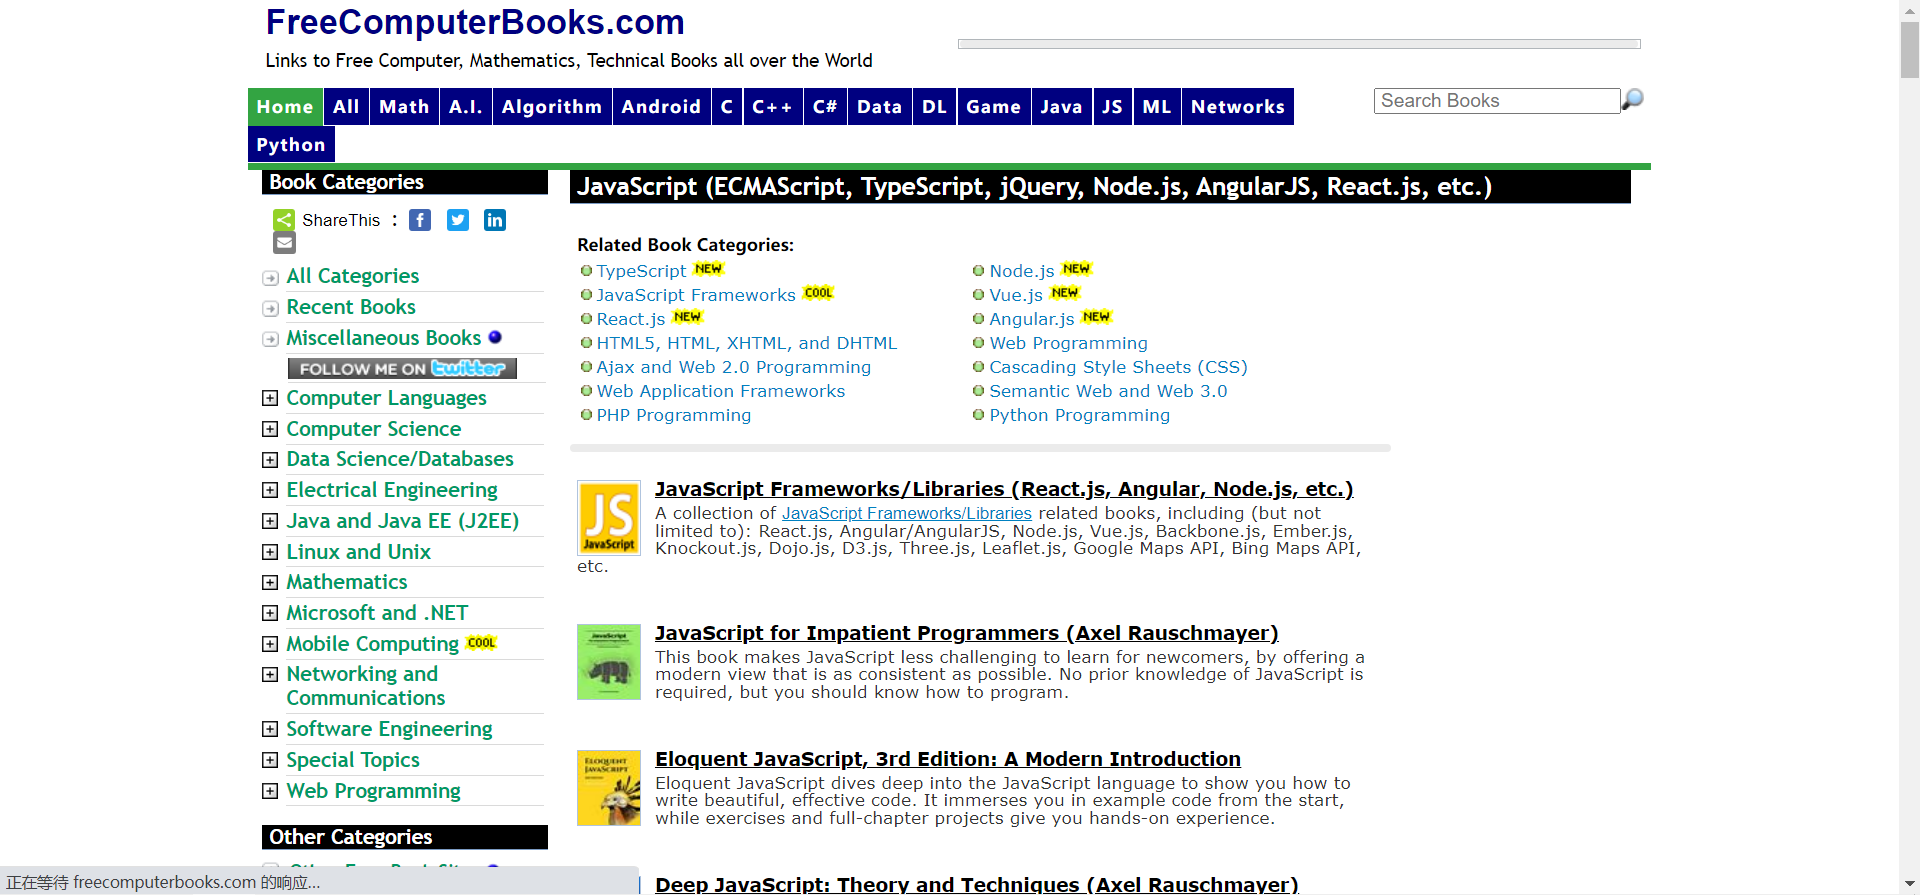 FreeComputerBooks.com
Links to Free Computer, Mathematics, Technical Books all over the World
Home All Math A.I. Algorithm Android C C++ C# Data DL Game Java JS ML Networks
Search Books
Python
Book Categories
ShareThis :
All Categories
Recent Books
Miscellaneous Books
FOLLOW ME ON twitter
Computer Languages
Computer Science
Data Science/Databases
Electrical Engineering
Java and Java EE (J2EE)
Linux and Unix
Mathematics
Microsoft and .NET
Mobile Computing COOL
Networking and
Communications
Software Engineering
Special Topics
Web Programming
Other Categories
JavaScript (ECMAScript, TypeScript, jQuery, Node.js, AngularJS, React.js, etc.)
Related Book Categories:
TypeScript NEW
Node.js NEW
JavaScript Frameworks COOL
Vue.js NEW
React.js NEW
Angular.js NEW
HTML5, HTML, XHTML, and DHTML
Web Programming
Ajax and Web 2.0 Programming
Cascading Style Sheets (CSS)
Web Application Frameworks
Semantic Web and Web 3.0
PHP Programming
Python Programming
JS
JavaScript
JavaScript Frameworks/Libraries (React.js, Angular, Node.js, etc.)
A collection of JavaScript Frameworks/Libraries related books, including (but not
limited to): React.js, Angular/AngularJS, Node.js, Vue.js, Backbone.js, Ember.js,
Knockout.js, Dojo.js, D3.js, Three.js, Leaflet.js, Google Maps API, Bing Maps API,
etc.
JavaScript
JavaScript for Impatient Programmers (Axel Rauschmayer)
This book makes JavaScript less challenging to learn for newcomers, by offering a
modern view that is as consistent as possible. No prior knowledge of JavaScript is
required, but you should know how to program.
ELOQUENT
JAVASCRIPT
Eloquent JavaScript, 3rd Edition: A Modern Introduction
Eloquent JavaScript dives deep into the JavaScript language to show you how to
write beautiful, effective code. It immerses you in example code from the start,
while exercises and full-chapter projects give you hands-on experience.
Deep JavaScript: Theory and Techniques (Axel Rauschmayer)
正在等待 freecomputerbooks.com 的响应...